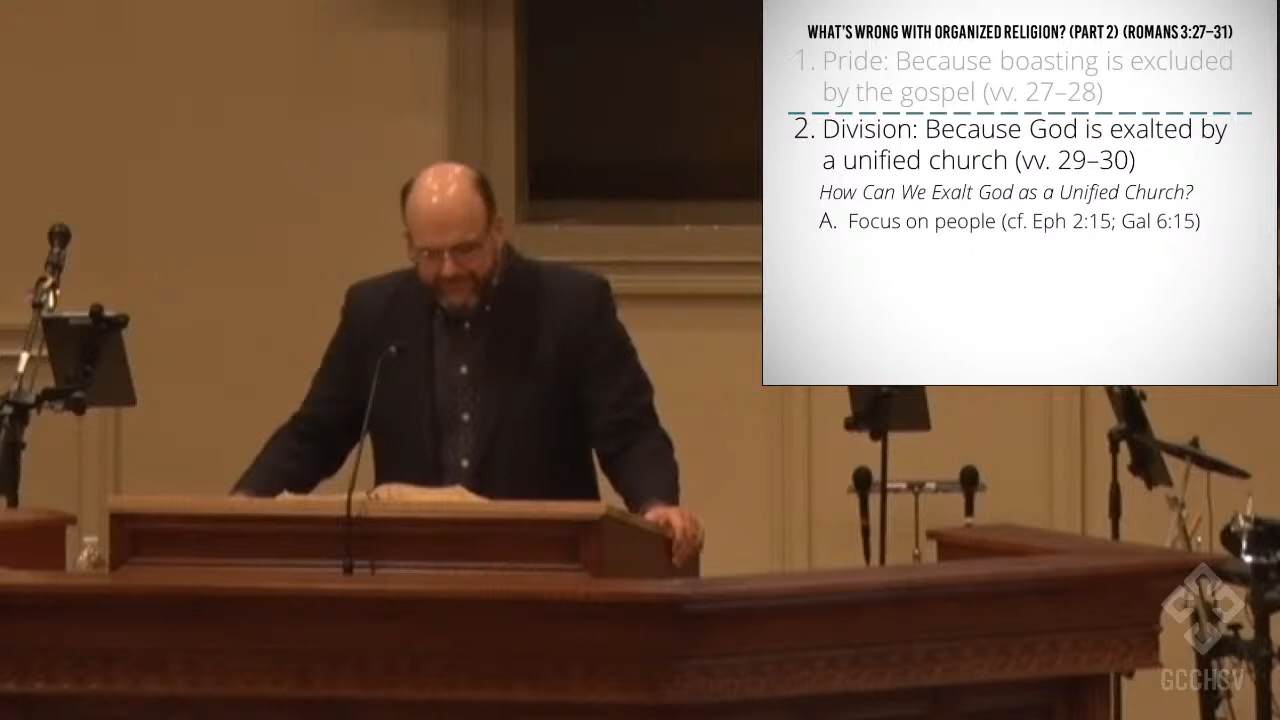 WHAT'S WRONG WITH ORGANIZED RELIGION? (PART 2) (ROMANS 3:27–31)
1. Pride: Because boasting is excluded
by the gospel (vv. 27–28)
2. Division: Because God is exalted by
a unified church (vv. 29–30)
How Can We Exalt God as a Unified Church?
A. Focus on people (cf. Eph 2:15; Gal 6:15)
GCCHSV